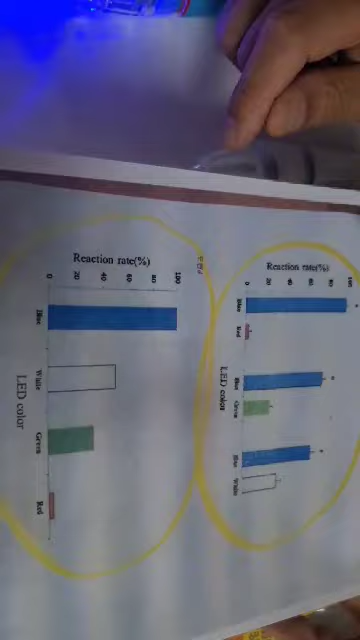 Reaction rate(%)
100
80
60
40
20
0
Blue
Red
Blue
Green
Blue
White
LED color
Reaction rate(%)
100
80
60
40
20
0
Blue
White
Green
Red
LED color